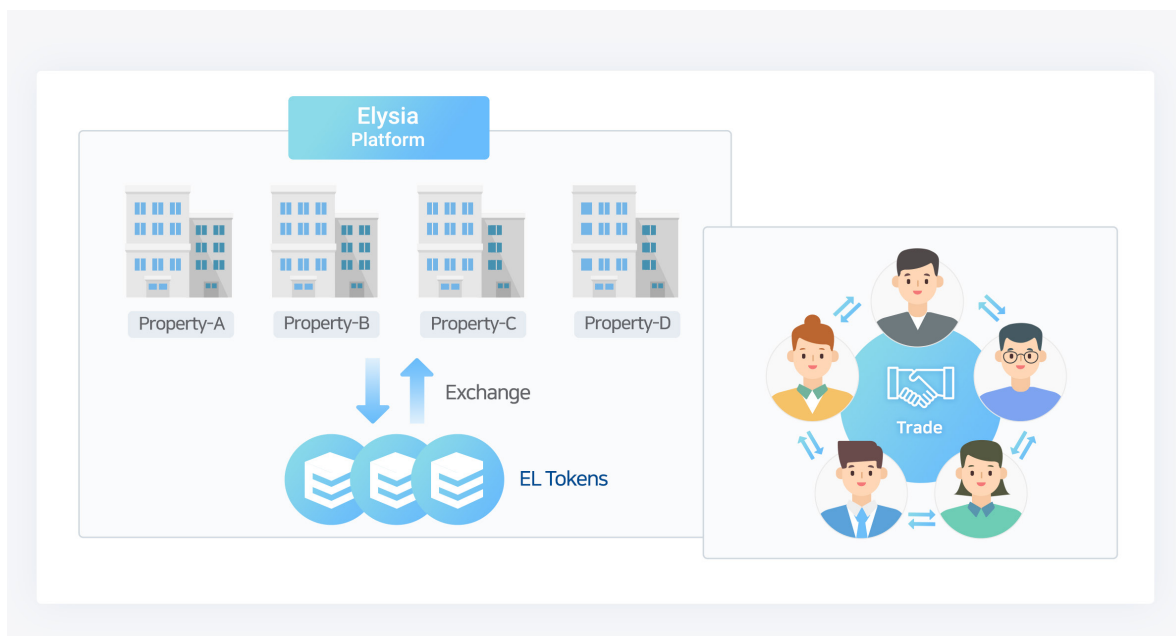 Elysia
Platform
Property-A
Property-B
Property-C
Property-D
Exchange
EL Tokens
Trade